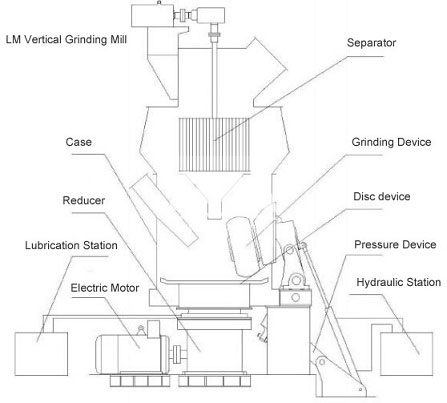 LM Vertical Grinding Mill
Separator
Case
Grinding Device
Reducer
Disc device
Lubrication Station
Pressure Device
Electric Motor
Hydraulic Station